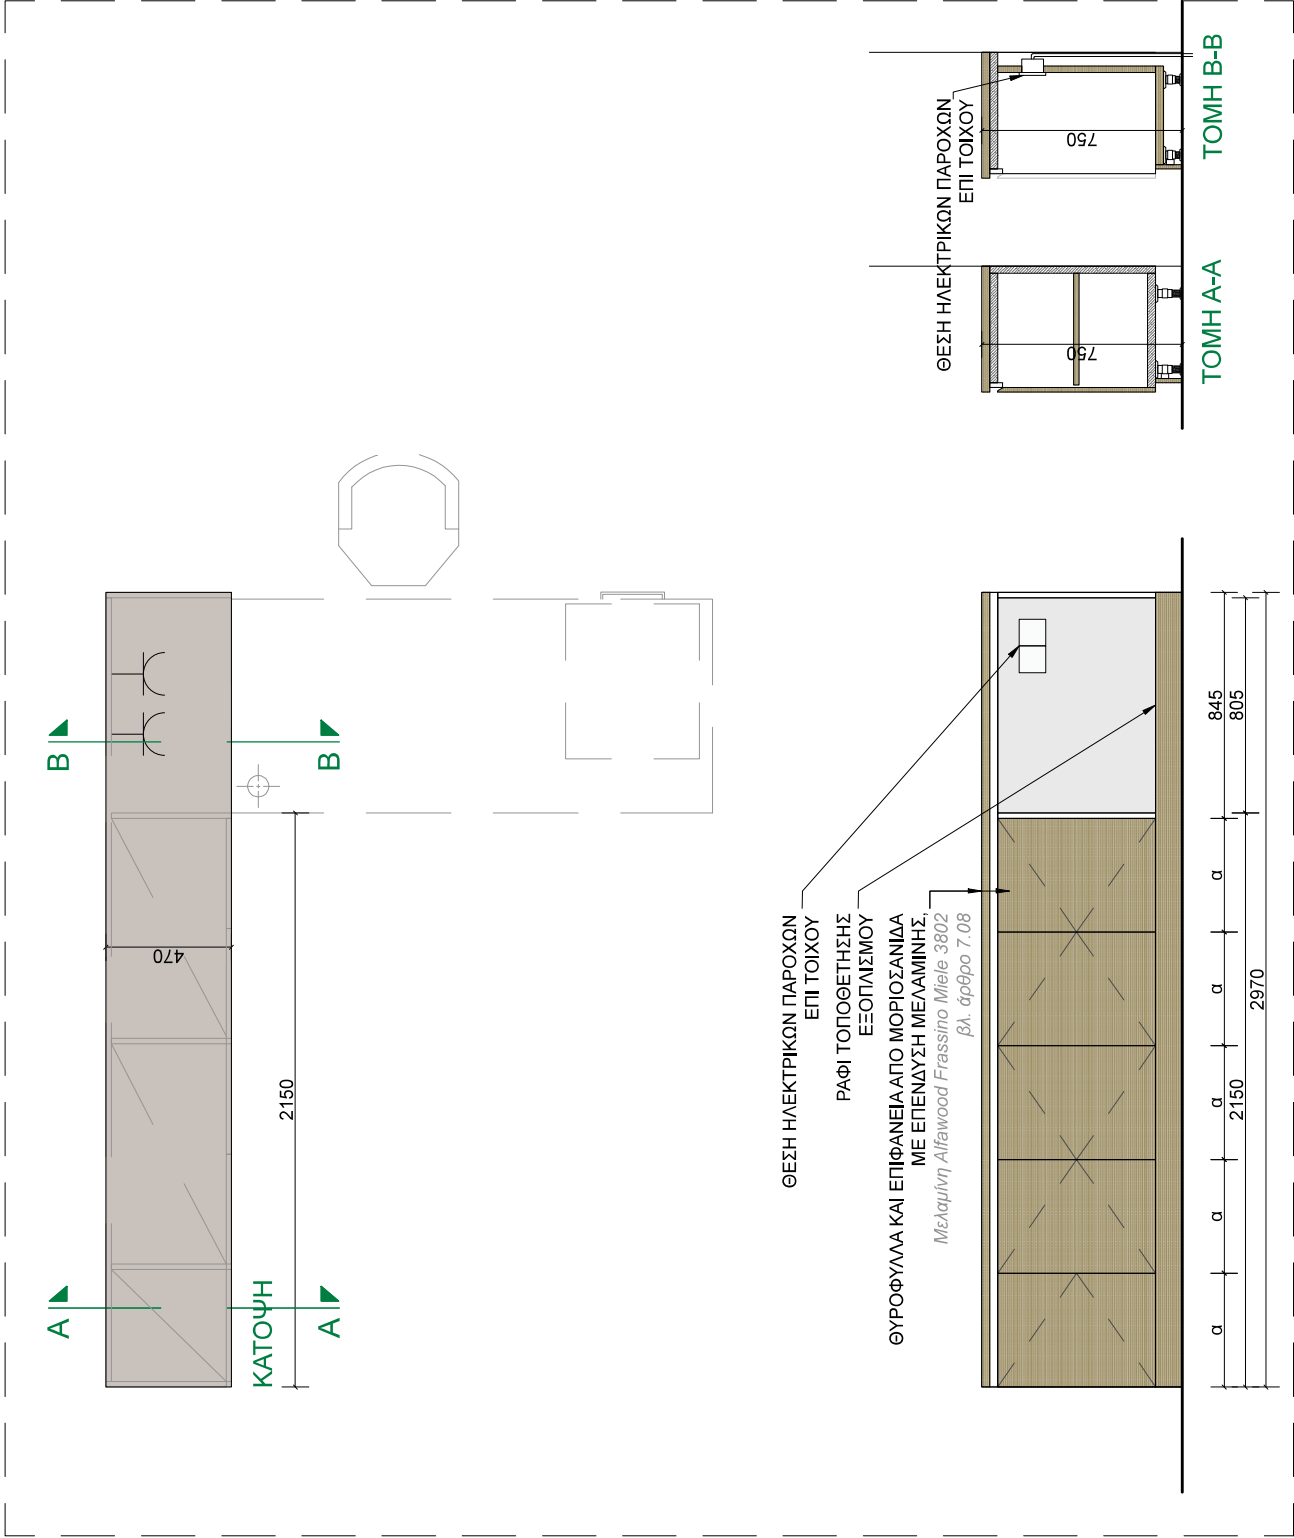 B
B
A
A
470
2150
ΚΑΤΟΨΗ
ΘΕΣΗ ΗΛΕΚΤΡΙΚΩΝ ΠΑΡΟΧΩΝ
ΕΠΙ ΤΟΙΧΟΥ
ΡΑΦΙ ΤΟΠΟΘΕΤΗΣΗΣ
ΕΞΟΠΛΙΣΜΟΥ
ΘΥΡΟΦΥΛΛΑ ΚΑΙ ΕΠΙΦΑΝΕΙΑ ΑΠΟ ΜΟΡΙΟΣΑΝΙΔΑ
ΜΕ ΕΠΕΝΔΥΣΗ ΜΕΛΑΜΙΝΗΣ,
Μελαμίνη Alfawood Frassino Miele 3802
βλ. άρθρο 7.08
α
α
α
α
α
845
2150
805
2970
ΘΕΣΗ ΗΛΕΚΤΡΙΚΩΝ ΠΑΡΟΧΩΝ
ΕΠΙ ΤΟΙΧΟΥ
750
ΤΟΜΗ Α-Α
750
ΤΟΜΗ Β-Β